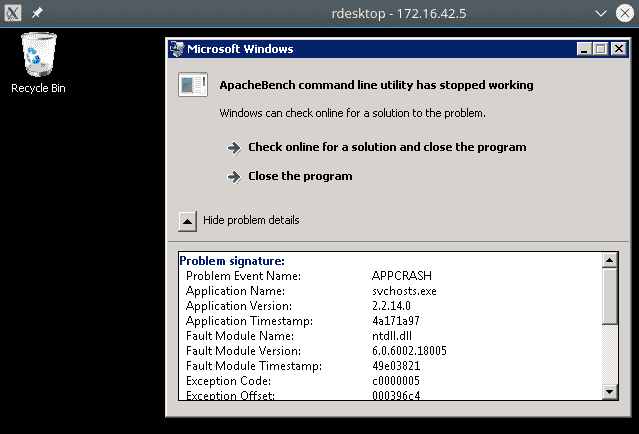 rdesktop - 172.16.42.5
Recycle Bin
Microsoft Windows
ApacheBench command line utility has stopped working
Windows can check online for a solution to the problem.
Check online for a solution and close the program
Close the program
Hide problem details
Problem signature:
Problem Event Name: APPCRASH
Application Name: svchosts.exe
Application Version: 2.2.14.0
Application Timestamp: 4a171a97
Fault Module Name: ntdll.dll
Fault Module Version: 6.0.6002.18005
Fault Module Timestamp: 49e03821
Exception Code: c0000005
Exception Offset: 000396c4